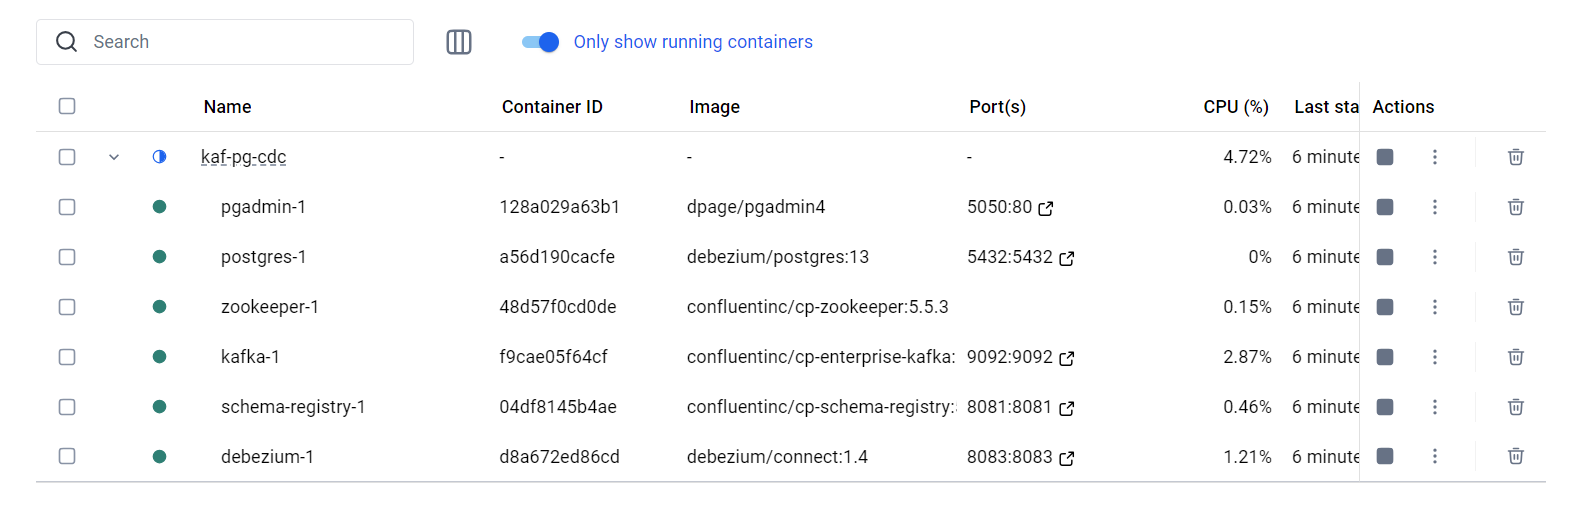 Search Only show running containers
Name Container ID Image Port(s) CPU (%) Last sta Actions
kaf-pg-cdc - - - 4.72% 6 minute
pgadmin-1 128a029a63b1 dpage/pgadmin4 5050:80 0.03% 6 minute
postgres-1 a56d190cacfe debezium/postgres:13 5432:5432 0% 6 minute
zookeeper-1 48d57f0cd0de confluentinc/cp-zookeeper:5.5.3 0.15% 6 minute
kafka-1 f9cae05f64cf confluentinc/cp-enterprise-kafka: 9092:9092 2.87% 6 minute
schema-registry-1 04df8145b4ae confluentinc/cp-schema-registry: 8081:8081 0.46% 6 minute
debezium-1 d8a672ed86cd debezium/connect:1.4 8083:8083 1.21% 6 minute